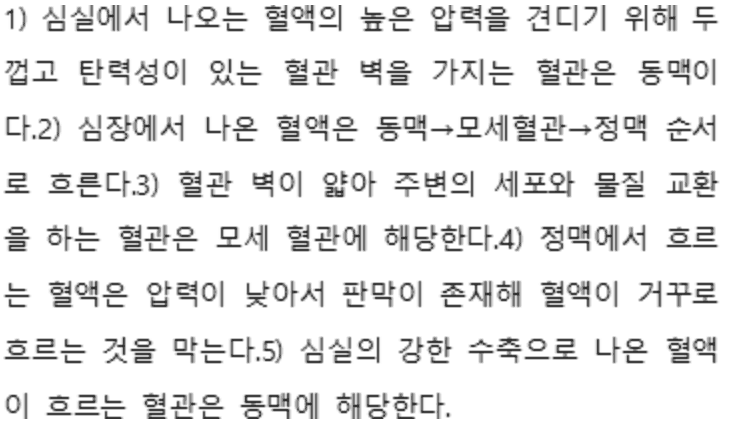 1) 심실에서 나오는 혈액의 높은 압력을 견디기 위해 두
껍고 탄력성이 있는 혈관 벽을 가지는 혈관은 동맥이
다.2) 심장에서 나온 혈액은 동맥→모세혈관→정맥 순서
로 흐른다.3) 혈관 벽이 얇아 주변의 세포와 물질 교환
을 하는 혈관은 모세 혈관에 해당한다.4) 정맥에서 흐르
는 혈액은 압력이 낮아서 판막이 존재해 혈액이 거꾸로
흐르는 것을 막는다.5) 심실의 강한 수축으로 나온 혈액
이 흐르는 혈관은 동맥에 해당한다.